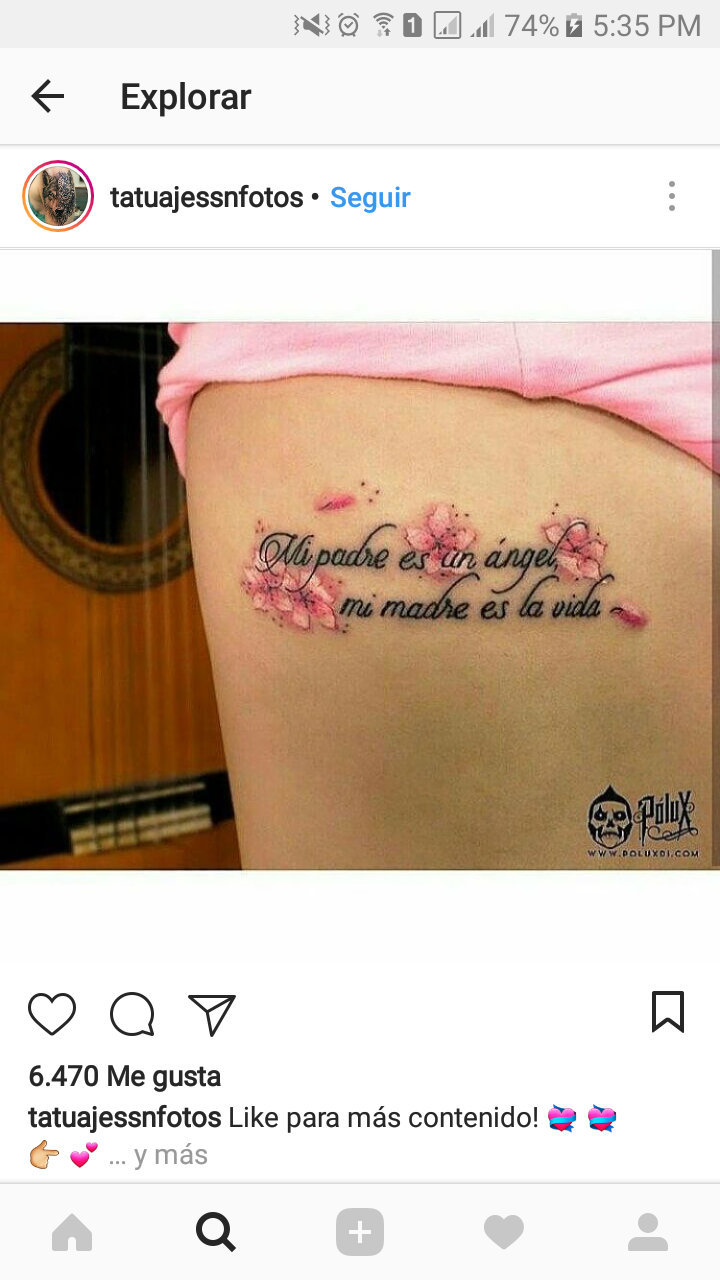 74% 5:35 PM
Explorar
tatuajessnfotos • Seguir
Mi padre es un ángel,
mi madre es la vida
PóluX
WWW.POLUXDI.COM
6.470 Me gusta
tatuajessnfotos Like para más contenido! 💝 💝
👉 💕 ... y más